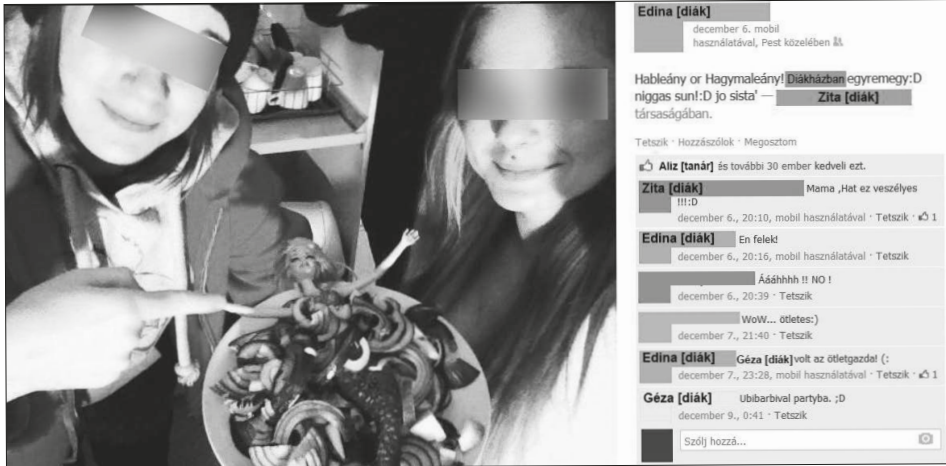 Edina [diák]
december 6. mobil
használatával, Pest közelében
Hableány or Hagymaleány! Diákházban egyremegy:D
niggas sun!:D jo sista' — Zita [diák]
társaságában.
Tetszik · Hozzászólok · Megosztom
Aliz [tanár] és további 30 ember kedveli ezt.
Zita [diák] Mama ,Hat ez veszélyes
!!!:D
december 6., 20:10, mobil használatával · Tetszik · 1
Edina [diák] En felek!
december 6., 20:16, mobil használatával · Tetszik
Áááhhhh !! NO !
december 6., 20:39 · Tetszik
WoW... ötletes:)
december 7., 21:40 · Tetszik
Edina [diák] Géza [diák] volt az ötletgazda! (:
december 7., 23:28, mobil használatával · Tetszik · 1
Géza [diák] Ubibarbival partyba. ;D
december 9., 0:41 · Tetszik
Szólj hozzá...